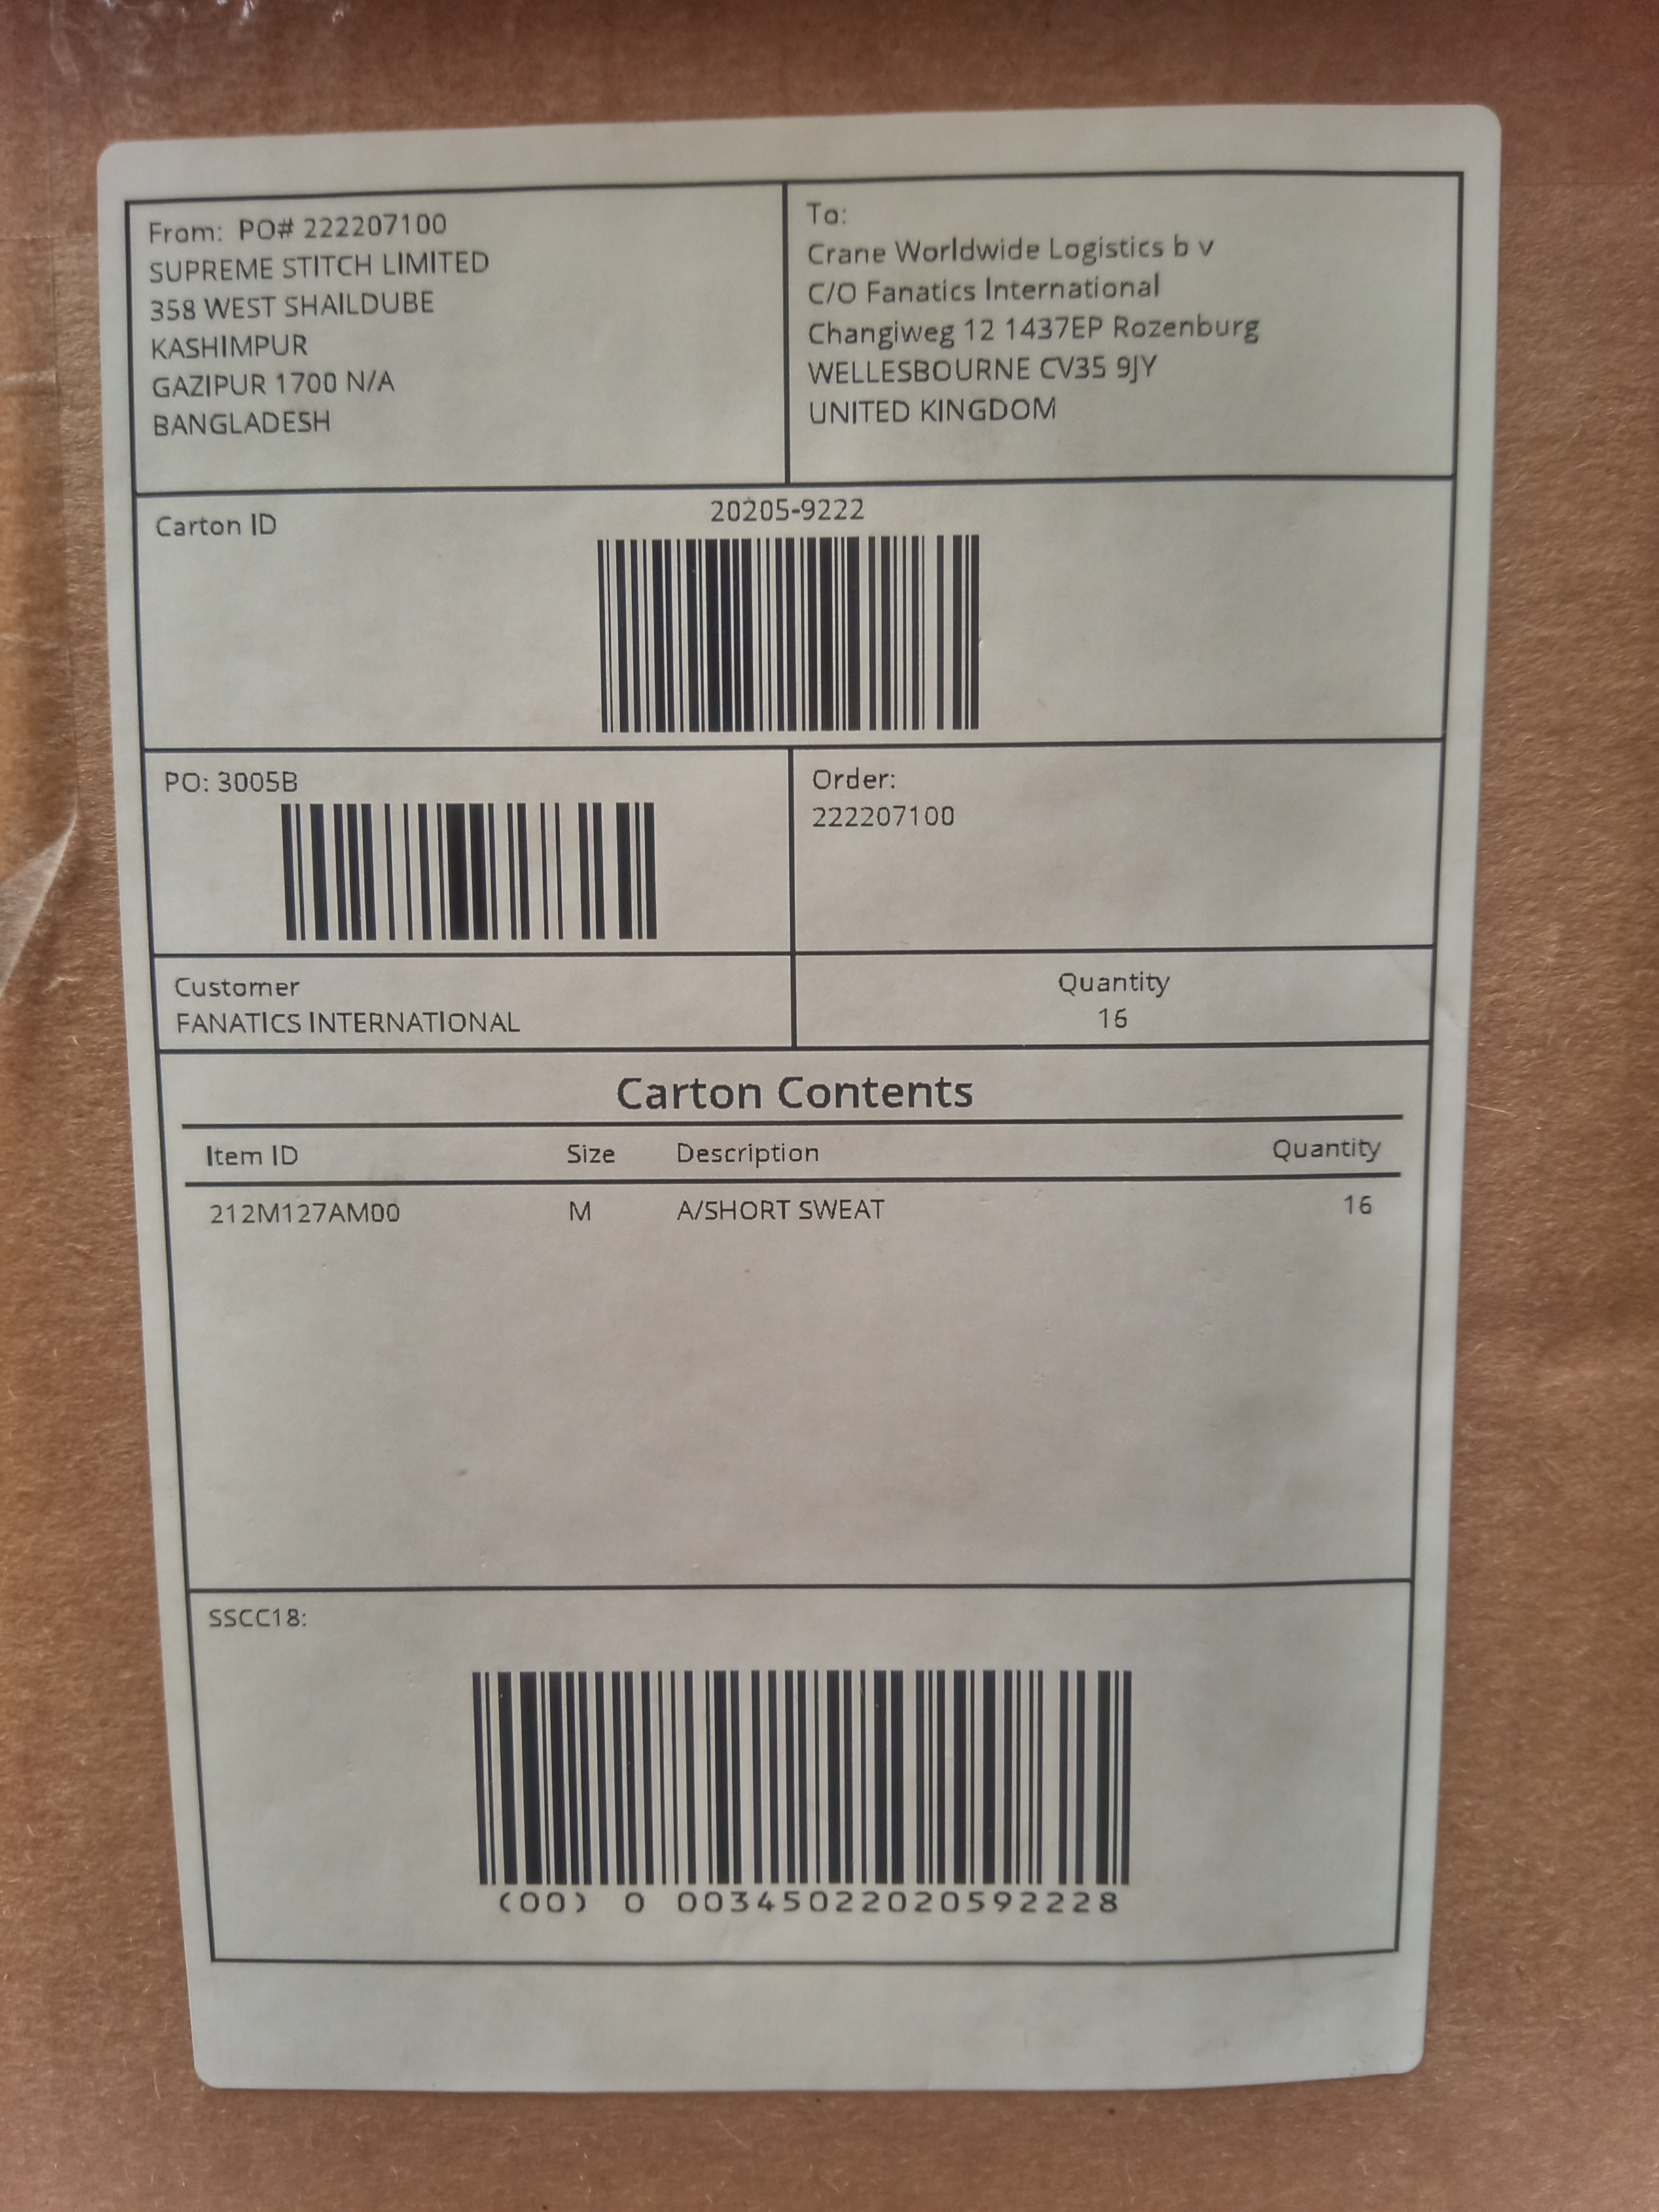 From: PO# 222207100
SUPREME STITCH LIMITED
358 WEST SHAILDUBE
KASHIMPUR
GAZIPUR 1700 N/A
BANGLADESH
To:
Crane Worldwide Logistics b v
C/O Fanatics International
Changiweg 12 1437EP Rozenburg
WELLESBOURNE CV35 9JY
UNITED KINGDOM
Carton ID
20205-9222
PO: 3005B
Order:
222207100
Customer
FANATICS INTERNATIONAL
Quantity
16
Carton Contents
Item ID Size Description Quantity
212M127AM00 M A/SHORT SWEAT 16
SSCC18:
(00) 0 00345022020592228